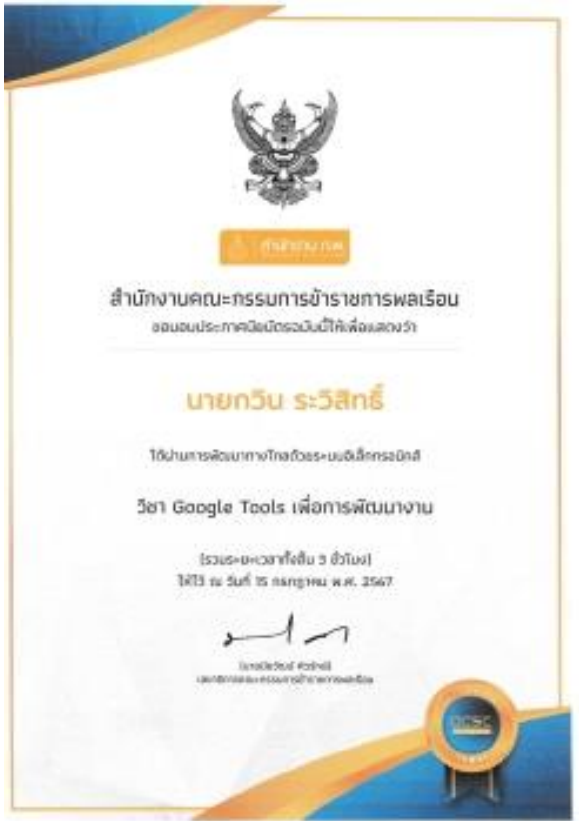 สำนักงาน ก.พ.
สำนักงานคณะกรรมการข้าราชการพลเรือน
ขอมอบประกาศนียบัตรฉบับนี้ให้เพื่อแสดงว่า
นายกวิน ระวิสิทธิ์
ได้ผ่านการพัฒนาทางไกลด้วยระบบอิเล็กทรอนิกส์
วิชา Google Tools เพื่อการพัฒนางาน
(รวมระยะเวลาทั้งสิ้น 3 ชั่วโมง)
ให้ไว้ ณ วันที่ 15 กรกฎาคม พ.ศ. 2567
เลขาธิการคณะกรรมการข้าราชการพลเรือน
OCSC